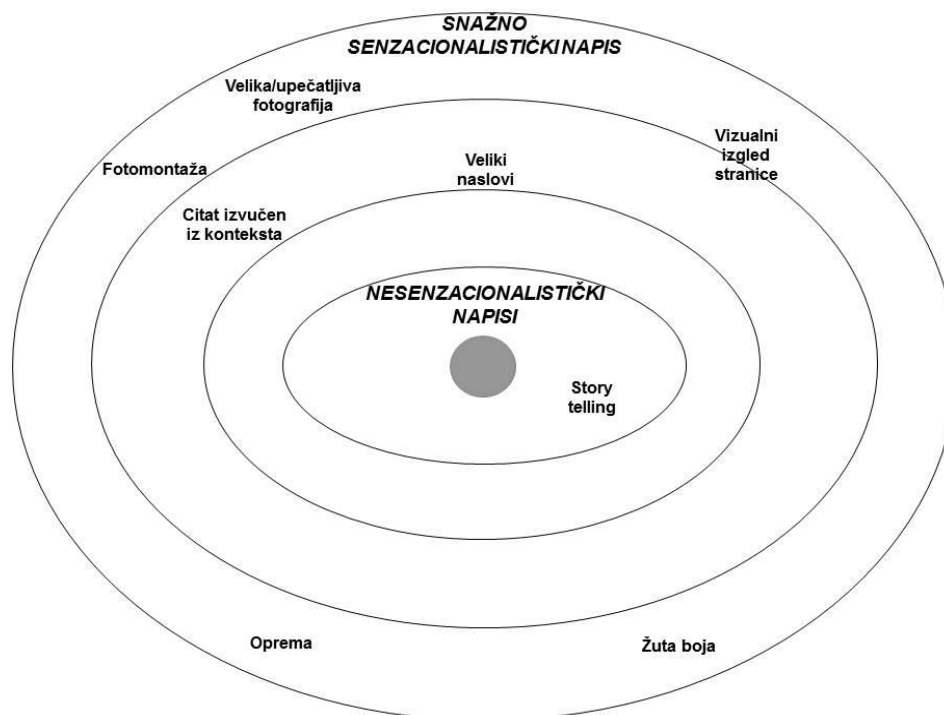 SNAŽNO
SENZACIONALISTIČKI NAPIS
Velika/upečatljiva
fotografija
Vizualni
izgled
stranice
Fotomontaža
Veliki
naslovi
Citat izvučen
iz konteksta
NESENZACIONALISTIČKI
NAPISI
Story
telling
Oprema
Žuta boja